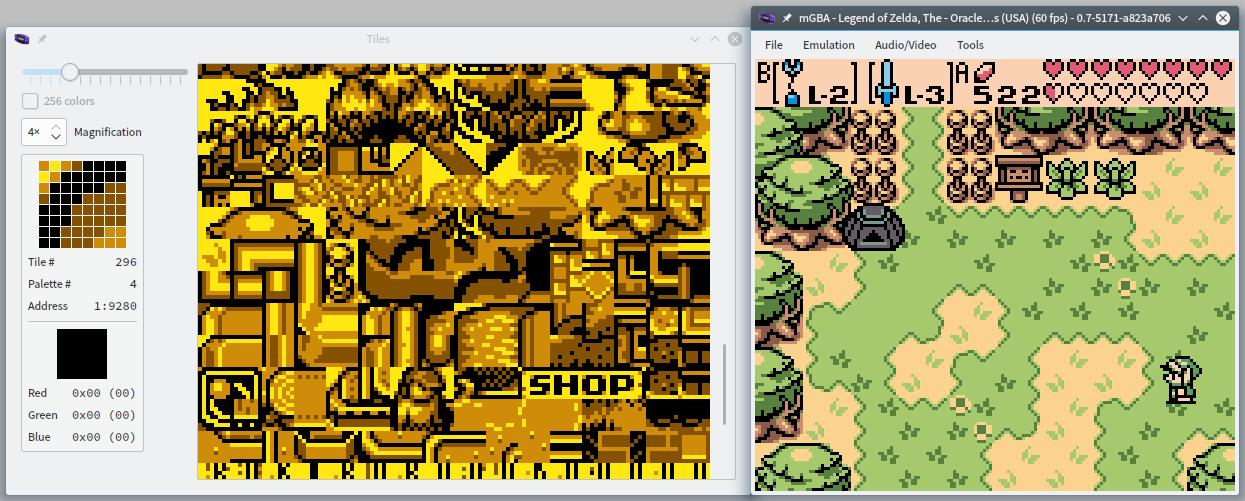 Tiles
256 colors
4× Magnification
Tile # 296
Palette # 4
Address 1:9280
Red 0x00 (00)
Green 0x00 (00)
Blue 0x00 (00)
SHOP
mGBA - Legend of Zelda, The - Oracle...s (USA) (60 fps) - 0.7-5171-a823a706
File Emulation Audio/Video Tools
B[ ] [ ]A
L-2 L-3 522